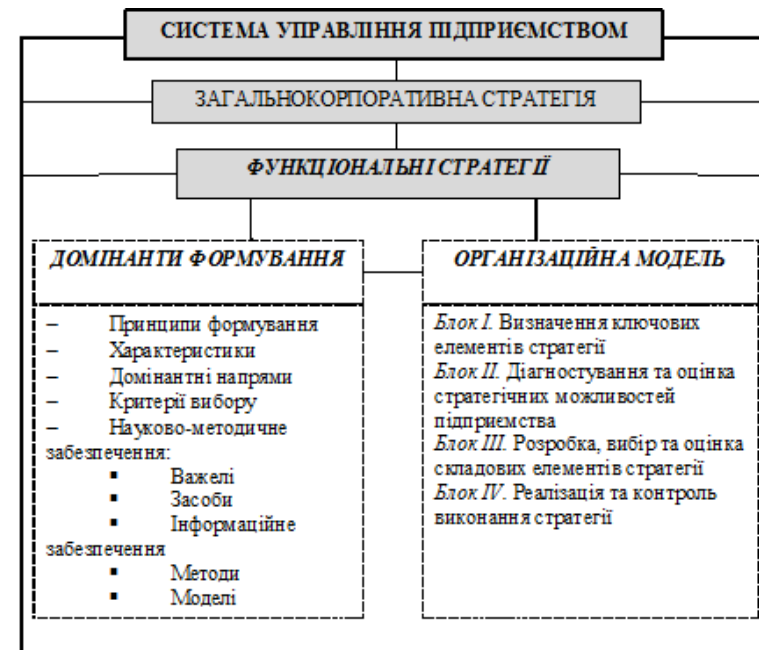 СИСТЕМА УПРАВЛІННЯ ПІДПРИЄМСТВОМ
ЗАГАЛЬНОКОРПОРАТИВНА СТРАТЕГІЯ
ФУНКЦІОНАЛЬНІ СТРАТЕГІЇ
ДОМІНАНТИ ФОРМУВАННЯ
– Принципи формування
– Характеристики
– Домінантні напрями
– Критерії вибору
– Науково-методичне
забезпечення:
▪ Важелі
▪ Засоби
▪ Інформаційне
забезпечення
▪ Методи
▪ Моделі
ОРГАНІЗАЦІЙНА МОДЕЛЬ
Блок I. Визначення ключових
елементів стратегії
Блок II. Діагностування та оцінка
стратегічних можливостей
підприємства
Блок III. Розробка, вибір та оцінка
складових елементів стратегії
Блок IV. Реалізація та контроль
виконання стратегії